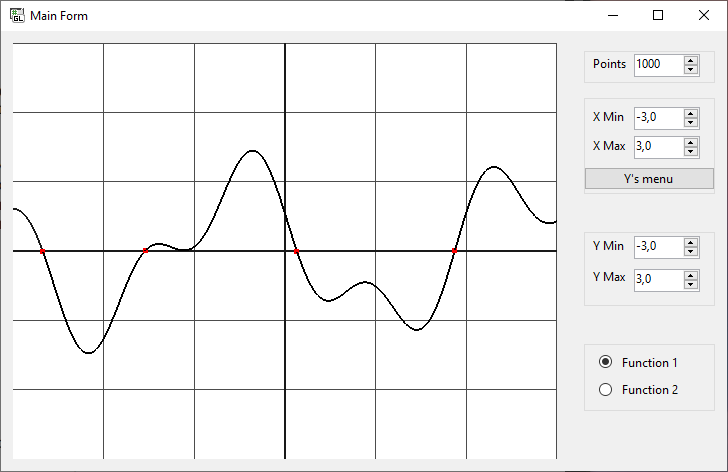 GL Main Form
Points 1000
X Min -3,0
X Max 3,0
Y's menu
Y Min -3,0
Y Max 3,0
Function 1
Function 2